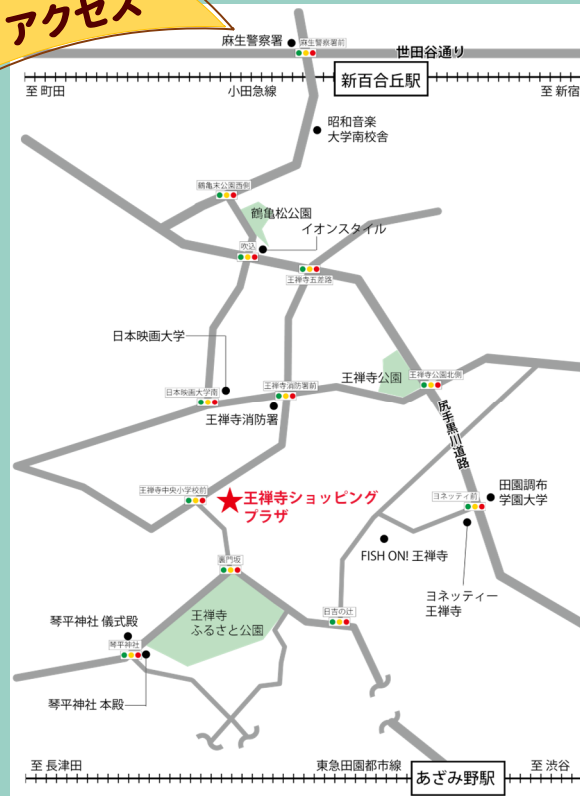 アクセス
麻生警察署
麻生警察署前
世田谷通り
新百合丘駅
至 町田
小田急線
至 新宿
昭和音楽
大学南校舎
鶴亀末公園西側
鶴亀松公園
イオンスタイル
吹込
王禅寺五差路
日本映画大学
王禅寺公園
王禅寺公園北側
日本映画大学南
王禅寺消防署前
王禅寺消防署
尻手黒川道路
王禅寺中央小学校前
王禅寺ショッピング
プラザ
ヨネッティ前
田園調布
学園大学
FISH ON! 王禅寺
裏門坂
ヨネッティー
王禅寺
王禅寺
ふるさと公園
日吉の辻
琴平神社 儀式殿
琴平神社
琴平神社 本殿
至 長津田
東急田園都市線
あざみ野駅
至 渋谷